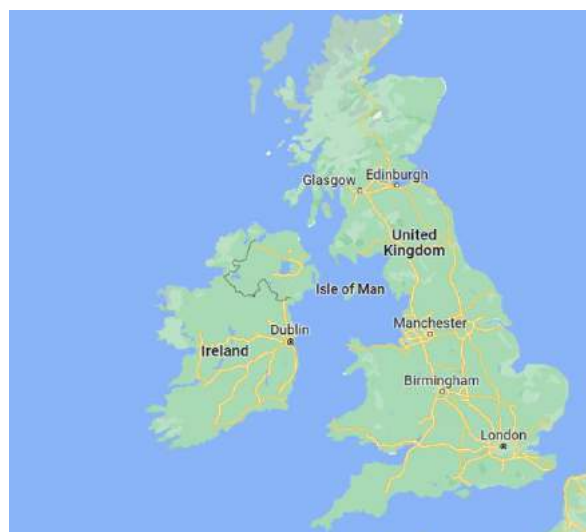 Glasgow
Edinburgh
United
Kingdom
Isle of Man
Dublin
Manchester
Ireland
Birmingham
London